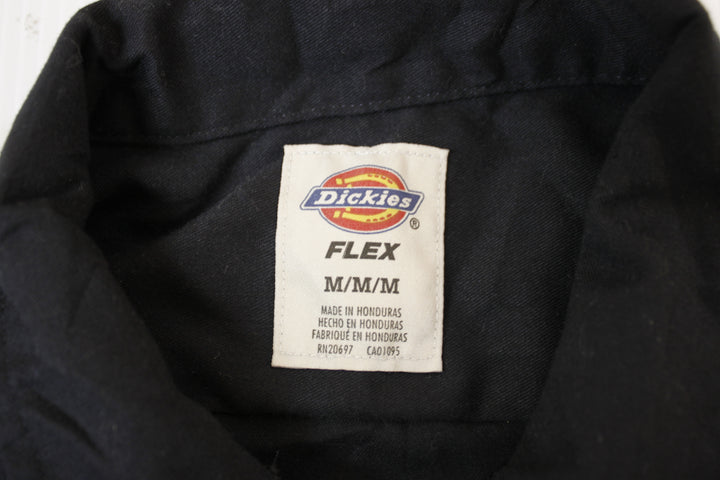 Dickies
®
FLEX
M/M/M
MADE IN HONDURAS
HECHO EN HONDURAS
FABRIQUÉ EN HONDURAS
RN20697 CA01095